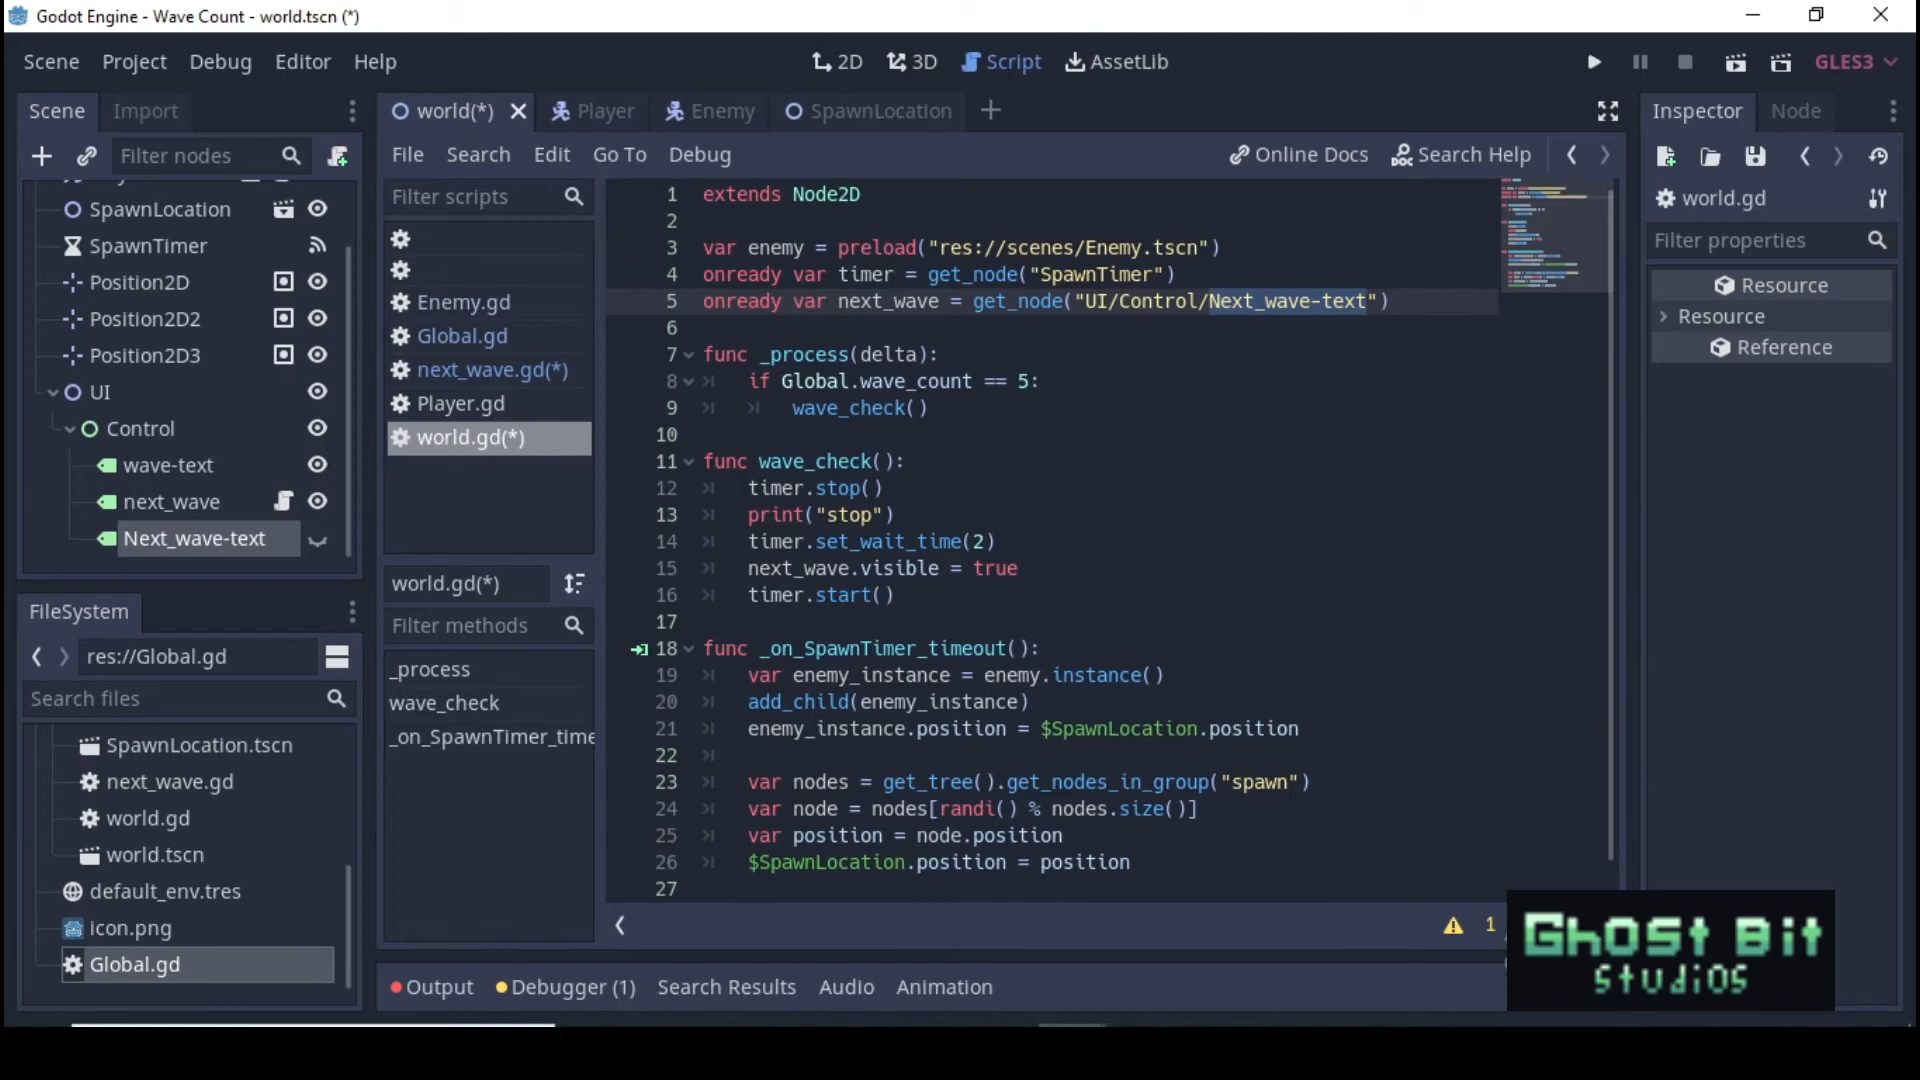 Godot Engine - Wave Count - world.tscn (*)
Scene Project Debug Editor Help
2D 3D Script AssetLib
GLES3
Scene Import
Filter nodes
SpawnLocation
SpawnTimer
Position2D
Position2D2
Position2D3
UI
Control
wave-text
next_wave
Next_wave-text
FileSystem
res://Global.gd
Search files
SpawnLocation.tscn
next_wave.gd
world.gd
world.tscn
default_env.tres
icon.png
Global.gd
world(*) Player Enemy SpawnLocation
File Search Edit Go To Debug
Online Docs Search Help
Filter scripts
Enemy.gd
Global.gd
next_wave.gd(*)
Player.gd
world.gd(*)
world.gd(*)
Filter methods
_process
wave_check
_on_SpawnTimer_time
1 extends Node2D
2
3 var enemy = preload("res://scenes/Enemy.tscn")
4 onready var timer = get_node("SpawnTimer")
5 onready var next_wave = get_node("UI/Control/Next_wave-text")
6
7 func _process(delta):
8 if Global.wave_count == 5:
9 wave_check()
10
11 func wave_check():
12 timer.stop()
13 print("stop")
14 timer.set_wait_time(2)
15 next_wave.visible = true
16 timer.start()
17
18 func _on_SpawnTimer_timeout():
19 var enemy_instance = enemy.instance()
20 add_child(enemy_instance)
21 enemy_instance.position = $SpawnLocation.position
22
23 var nodes = get_tree().get_nodes_in_group("spawn")
24 var node = nodes[randi() % nodes.size()]
25 var position = node.position
26 $SpawnLocation.position = position
27
1
Output Debugger (1) Search Results Audio Animation
Inspector Node
world.gd
Filter properties
Resource
Resource
Reference
Ghost Bit
Studios